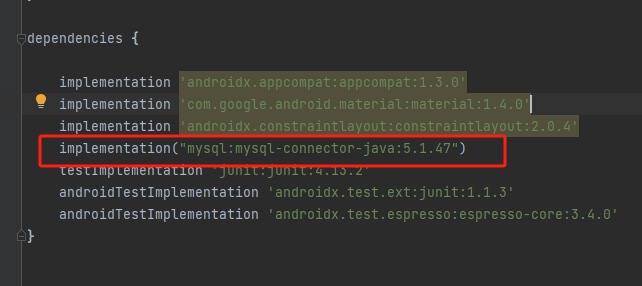 dependencies {
implementation 'androidx.appcompat:appcompat:1.3.0'
implementation 'com.google.android.material:material:1.4.0'
implementation 'androidx.constraintlayout:constraintlayout:2.0.4'
implementation("mysql:mysql-connector-java:5.1.47")
testImplementation 'junit:junit:4.13.2'
androidTestImplementation 'androidx.test.ext:junit:1.1.3'
androidTestImplementation 'androidx.test.espresso:espresso-core:3.4.0'
}